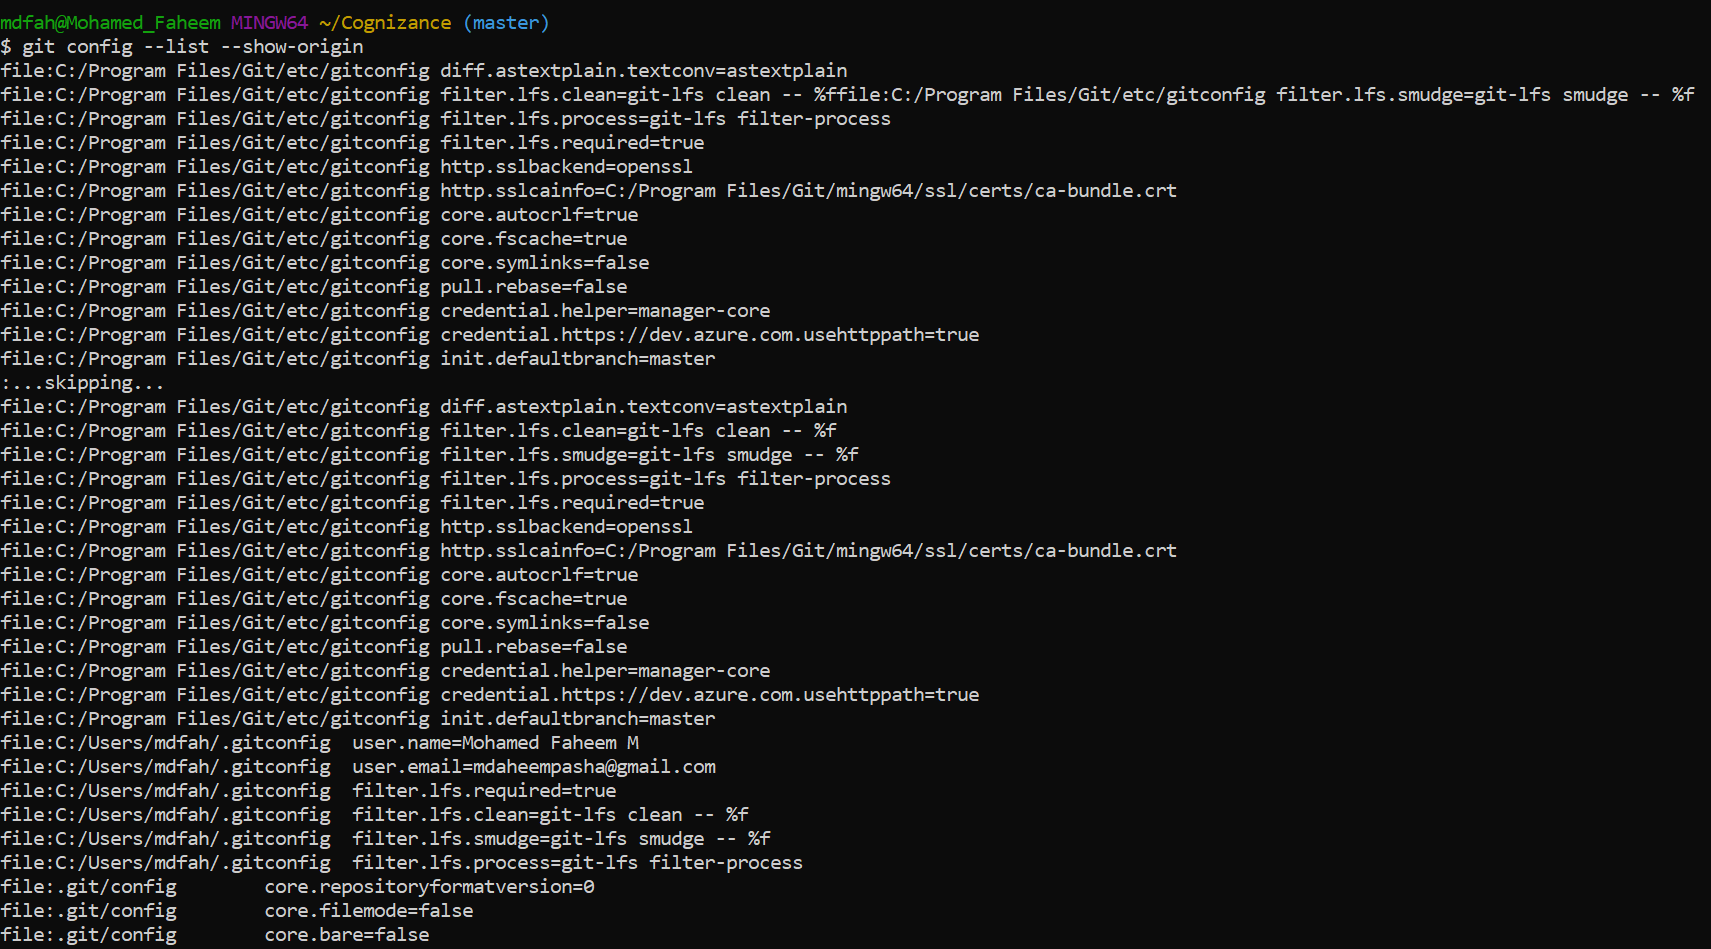 mdfah@Mohamed_Faheem MINGW64 ~/Cognizance (master)
$ git config --list --show-origin
file:C:/Program Files/Git/etc/gitconfig diff.astextplain.textconv=astextplain
file:C:/Program Files/Git/etc/gitconfig filter.lfs.clean=git-lfs clean -- %ffile:C:/Program Files/Git/etc/gitconfig filter.lfs.smudge=git-lfs smudge -- %f
file:C:/Program Files/Git/etc/gitconfig filter.lfs.process=git-lfs filter-process
file:C:/Program Files/Git/etc/gitconfig filter.lfs.required=true
file:C:/Program Files/Git/etc/gitconfig http.sslbackend=openssl
file:C:/Program Files/Git/etc/gitconfig http.sslcainfo=C:/Program Files/Git/mingw64/ssl/certs/ca-bundle.crt
file:C:/Program Files/Git/etc/gitconfig core.autocrlf=true
file:C:/Program Files/Git/etc/gitconfig core.fscache=true
file:C:/Program Files/Git/etc/gitconfig core.symlinks=false
file:C:/Program Files/Git/etc/gitconfig pull.rebase=false
file:C:/Program Files/Git/etc/gitconfig credential.helper=manager-core
file:C:/Program Files/Git/etc/gitconfig credential.https://dev.azure.com.usehttppath=true
file:C:/Program Files/Git/etc/gitconfig init.defaultbranch=master
:...skipping...
file:C:/Program Files/Git/etc/gitconfig diff.astextplain.textconv=astextplain
file:C:/Program Files/Git/etc/gitconfig filter.lfs.clean=git-lfs clean -- %f
file:C:/Program Files/Git/etc/gitconfig filter.lfs.smudge=git-lfs smudge -- %f
file:C:/Program Files/Git/etc/gitconfig filter.lfs.process=git-lfs filter-process
file:C:/Program Files/Git/etc/gitconfig filter.lfs.required=true
file:C:/Program Files/Git/etc/gitconfig http.sslbackend=openssl
file:C:/Program Files/Git/etc/gitconfig http.sslcainfo=C:/Program Files/Git/mingw64/ssl/certs/ca-bundle.crt
file:C:/Program Files/Git/etc/gitconfig core.autocrlf=true
file:C:/Program Files/Git/etc/gitconfig core.fscache=true
file:C:/Program Files/Git/etc/gitconfig core.symlinks=false
file:C:/Program Files/Git/etc/gitconfig pull.rebase=false
file:C:/Program Files/Git/etc/gitconfig credential.helper=manager-core
file:C:/Program Files/Git/etc/gitconfig credential.https://dev.azure.com.usehttppath=true
file:C:/Program Files/Git/etc/gitconfig init.defaultbranch=master
file:C:/Users/mdfah/.gitconfig  user.name=Mohamed Faheem M
file:C:/Users/mdfah/.gitconfig  user.email=mdaheempasha@gmail.com
file:C:/Users/mdfah/.gitconfig  filter.lfs.required=true
file:C:/Users/mdfah/.gitconfig  filter.lfs.clean=git-lfs clean -- %f
file:C:/Users/mdfah/.gitconfig  filter.lfs.smudge=git-lfs smudge -- %f
file:C:/Users/mdfah/.gitconfig  filter.lfs.process=git-lfs filter-process
file:.git/config        core.repositoryformatversion=0
file:.git/config        core.filemode=false
file:.git/config        core.bare=false